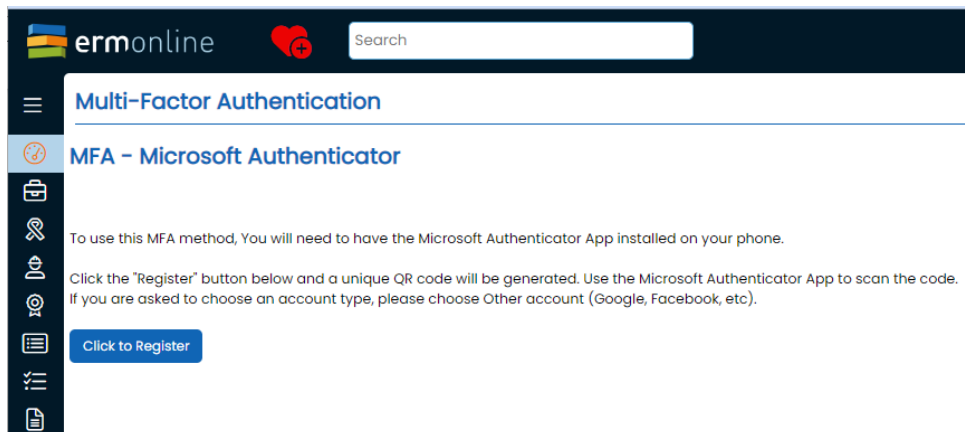 ermonline
Search
Multi-Factor Authentication
MFA - Microsoft Authenticator
To use this MFA method, You will need to have the Microsoft Authenticator App installed on your phone.
Click the "Register" button below and a unique QR code will be generated. Use the Microsoft Authenticator App to scan the code.
If you are asked to choose an account type, please choose Other account (Google, Facebook, etc).
Click to Register